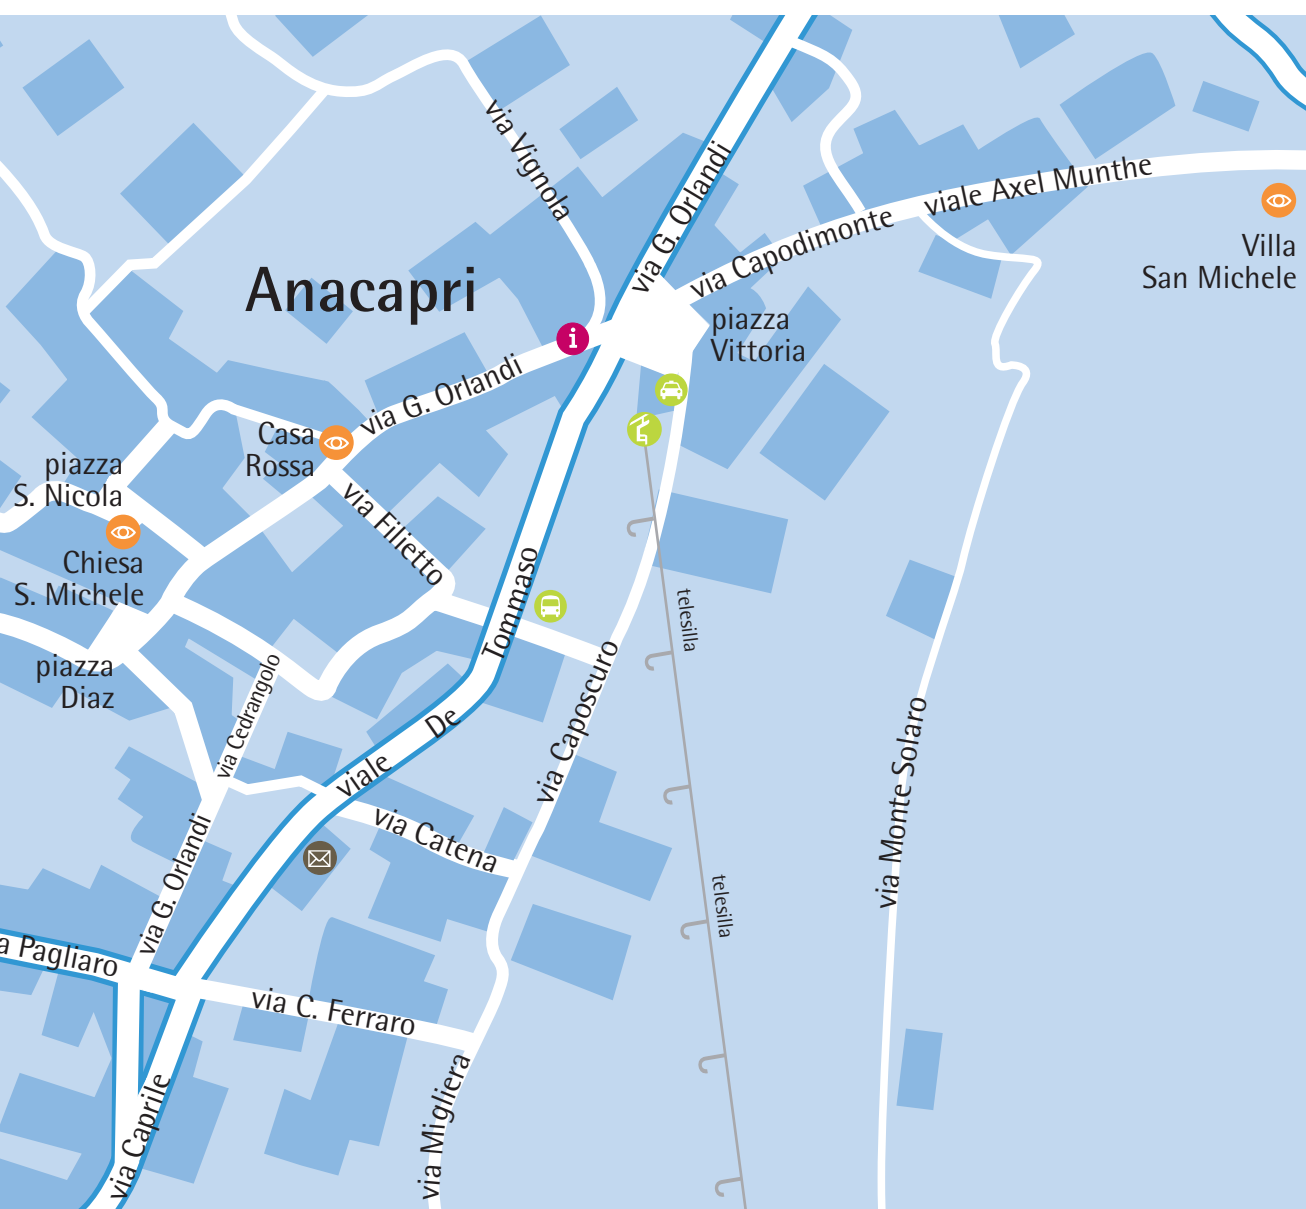 via Vignola
via G. Orlandi
viale Axel Munthe
via Capodimonte
Villa
San Michele
Anacapri
i
piazza
Vittoria
via G. Orlandi
Casa
Rossa
piazza
S. Nicola
via Filietto
Chiesa
S. Michele
Tommaso
telesilla
piazza
Diaz
via Cedrangolo
via Caposcuro
De
viale
via Monte Solaro
via Catena
via G. Orlandi
telesilla
a Pagliaro
via C. Ferraro
via Migliera
via Caprile